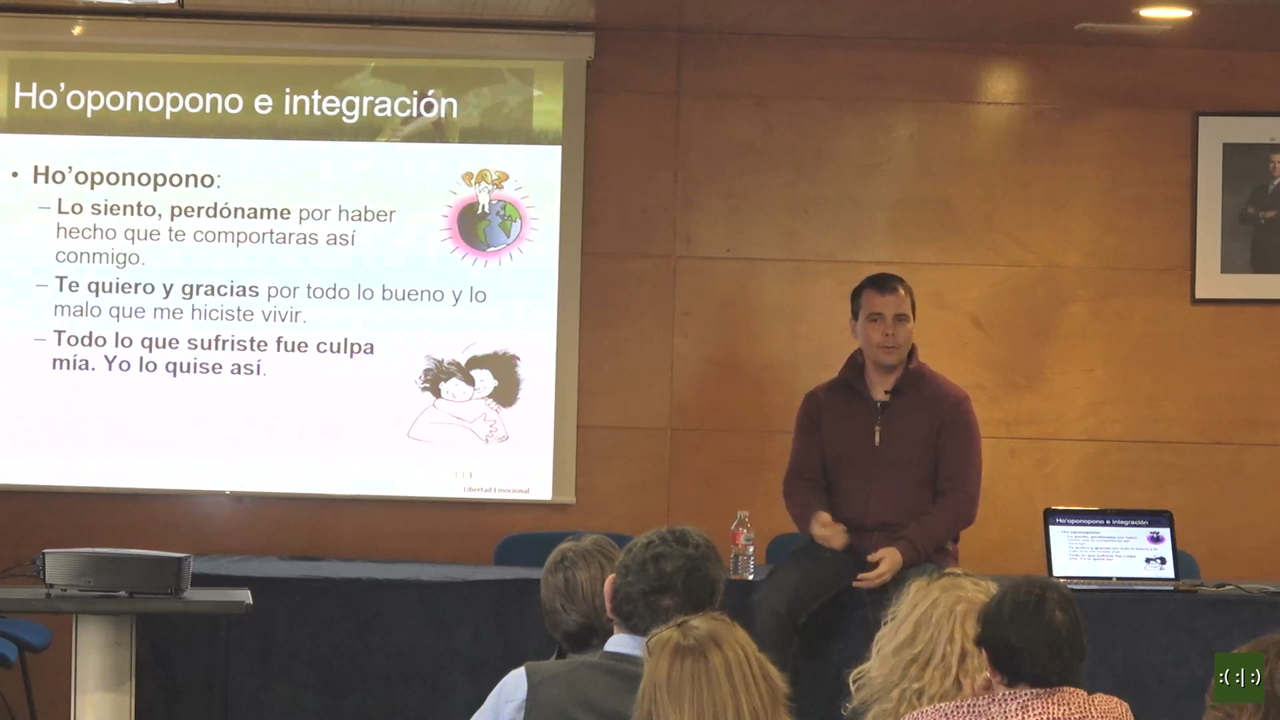 Ho'oponopono e integración
• Ho'oponopono:
– Lo siento, perdóname por haber
hecho que te comportaras así
conmigo.
– Te quiero y gracias por todo lo bueno y lo
malo que me hiciste vivir.
– Todo lo que sufriste fue culpa
mía. Yo lo quise así.
Libertad Emocional
Ho'oponopono e integración
:( :| :)